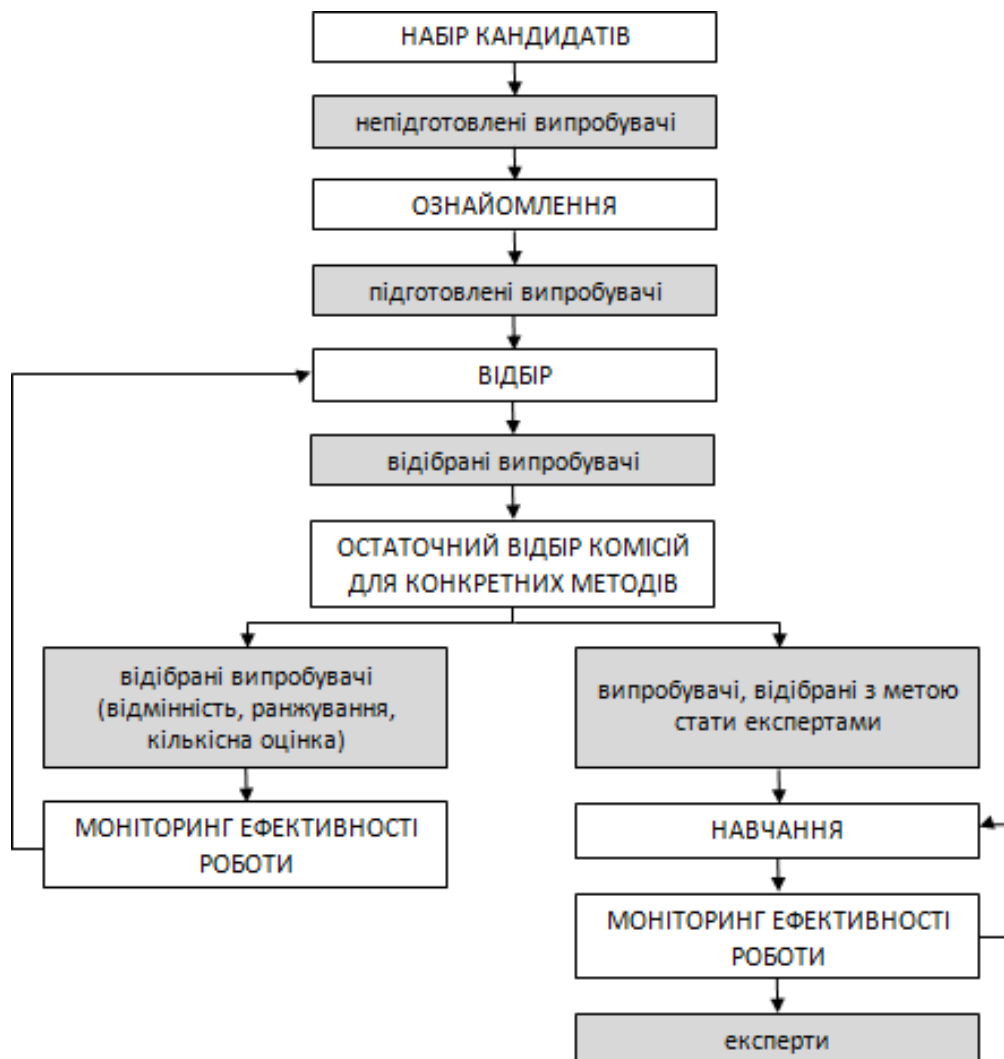 НАБІР КАНДИДАТІВ
непідготовлені випробувачі
ОЗНАЙОМЛЕННЯ
підготовлені випробувачі
ВІДБІР
відібрані випробувачі
ОСТАТОЧНИЙ ВІДБІР КОМІСІЙ
ДЛЯ КОНКРЕТНИХ МЕТОДІВ
відібрані випробувачі
(відмінність, ранжування,
кількісна оцінка)
МОНІТОРИНГ ЕФЕКТИВНОСТІ
РОБОТИ
випробувачі, відібрані з метою
стати експертами
НАВЧАННЯ
МОНІТОРИНГ ЕФЕКТИВНОСТІ
РОБОТИ
експерти